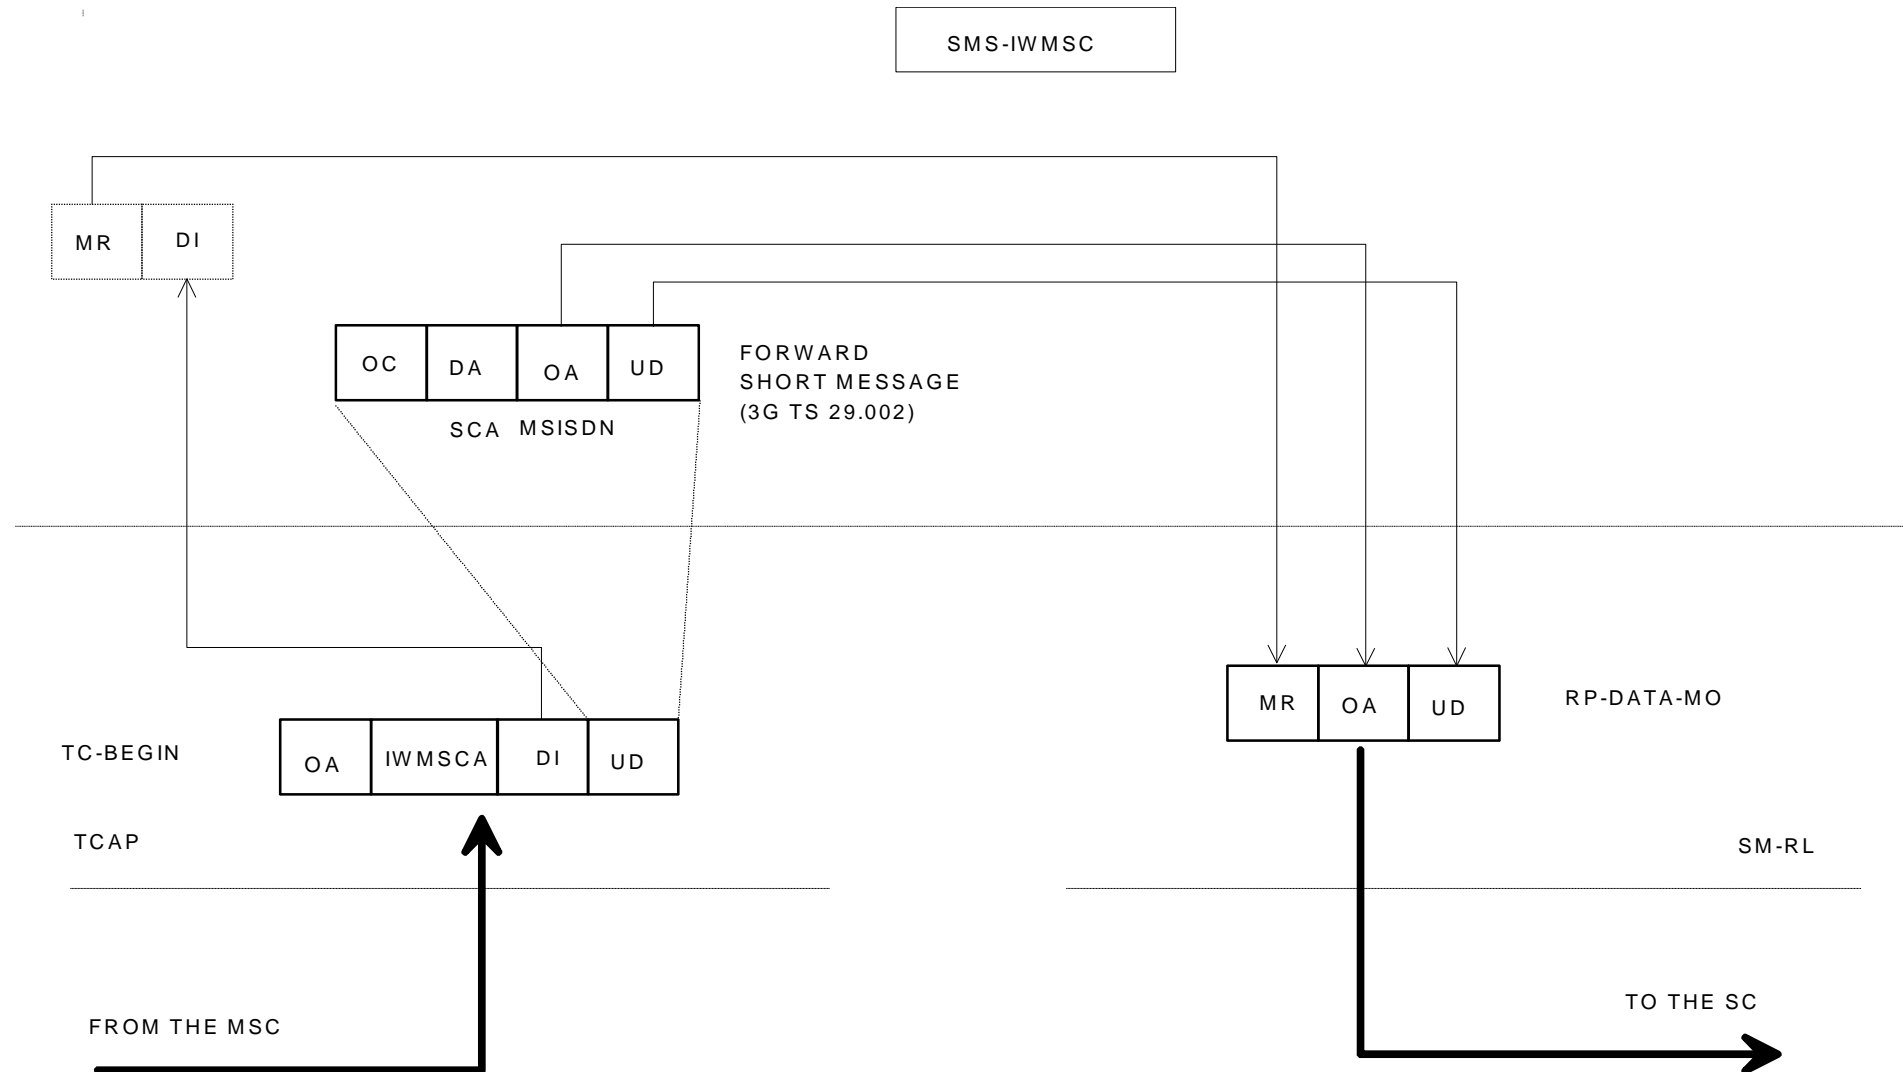 SMS-IWMSC
MR DI
OC DA OA UD
SCA MSISDN
FORWARD
SHORT MESSAGE
(3G TS 29.002)
MR OA UD
RP-DATA-MO
TC-BEGIN
OA IWMSCA DI UD
TCAP
SM-RL
TO THE SC
FROM THE MSC